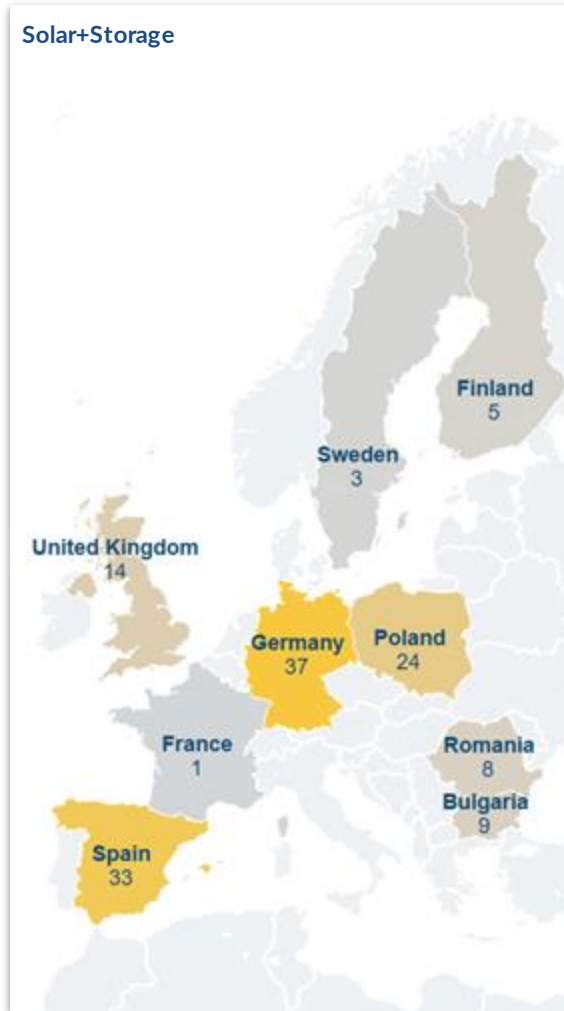 Solar+Storage
Finland
5
Sweden
3
United Kingdom
14
Germany
37
Poland
24
France
1
Romania
8
Bulgaria
9
Spain
33